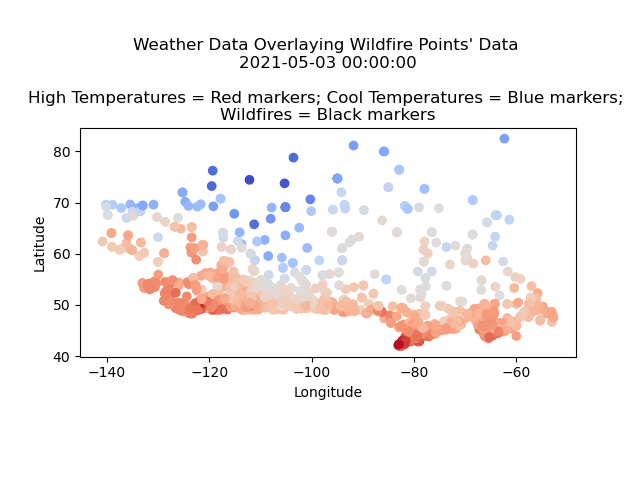 Weather Data Overlaying Wildfire Points' Data
2021-05-03 00:00:00
High Temperatures = Red markers; Cool Temperatures = Blue markers;
Wildfires = Black markers
80
70
60
50
40
Latitude
−140
−120
−100
−80
−60
Longitude